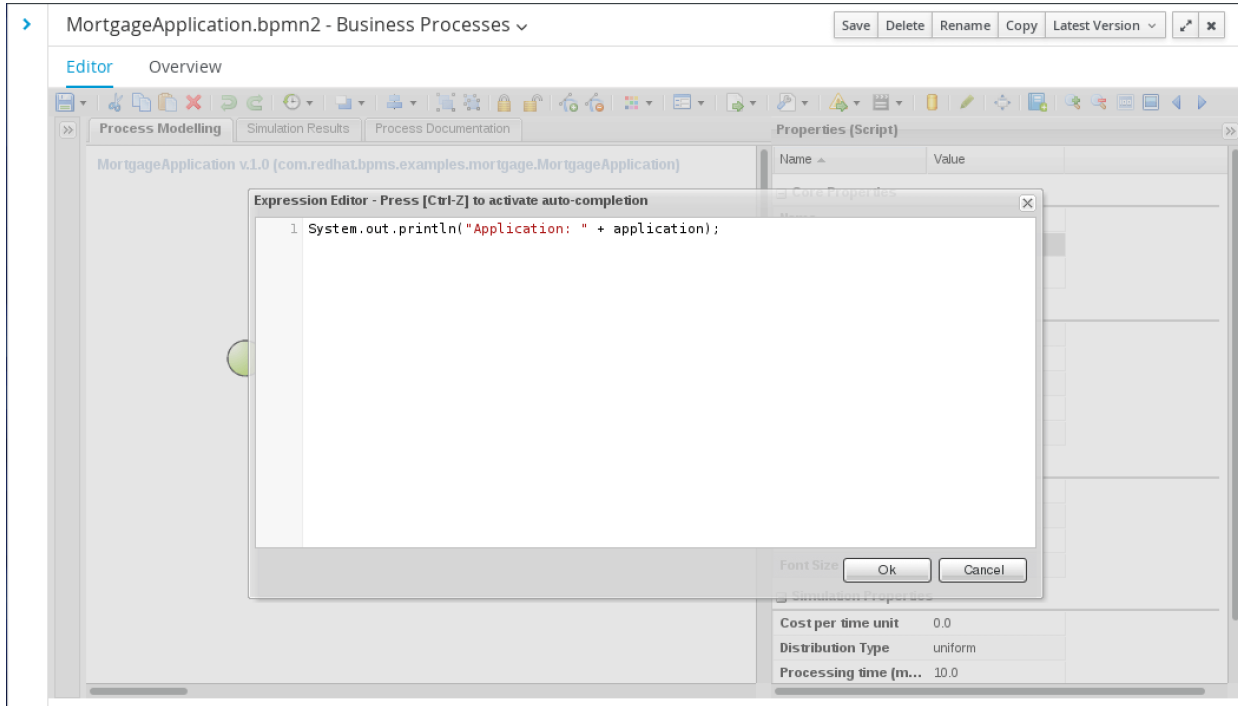 MortgageApplication.bpmn2 - Business Processes
Save Delete Rename Copy Latest Version
Editor Overview
Process Modelling Simulation Results Process Documentation
Properties (Script)
MortgageApplication v.1.0 (com.redhat.bpms.examples.mortgage.MortgageApplication)
Name Value
Core Properties
Expression Editor - Press [Ctrl-Z] to activate auto-completion
1 System.out.println("Application: " + application);
Font Size
Ok Cancel
Simulation Properties
Cost per time unit 0.0
Distribution Type uniform
Processing time (m... 10.0